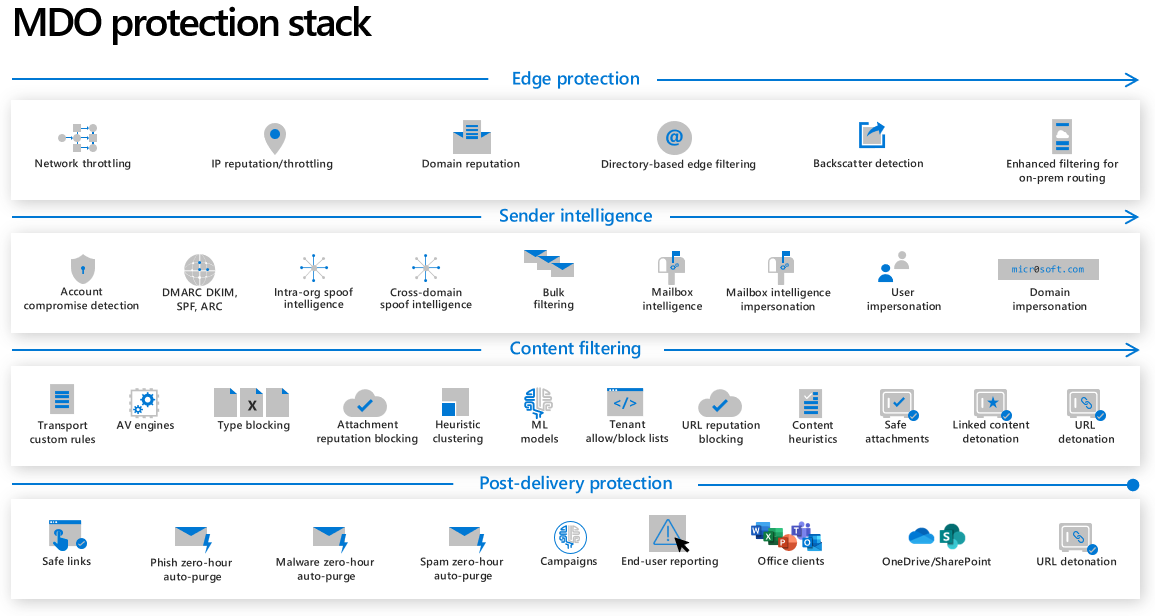 MDO protection stack
Edge protection
Network throttling
IP reputation/throttling
Domain reputation
Directory-based edge filtering
Backscatter detection
Enhanced filtering for
on-prem routing
@
Sender intelligence
Account
compromise detection
DMARC DKIM,
SPF, ARC
Intra-org spoof
intelligence
Cross-domain
spoof intelligence
Bulk
filtering
Mailbox
intelligence
Mailbox intelligence
impersonation
User
impersonation
micr0soft.com
Domain
impersonation
Content filtering
Transport
custom rules
AV engines
X
Type blocking
Attachment
reputation blocking
Heuristic
clustering
ML
models
</>
Tenant
allow/block lists
URL reputation
blocking
Content
heuristics
Safe
attachments
Linked content
detonation
URL
detonation
Post-delivery protection
Safe links
Phish zero-hour
auto-purge
Malware zero-hour
auto-purge
Spam zero-hour
auto-purge
Campaigns
End-user reporting
W
X
P
T
O
Office clients
S
OneDrive/SharePoint
URL detonation